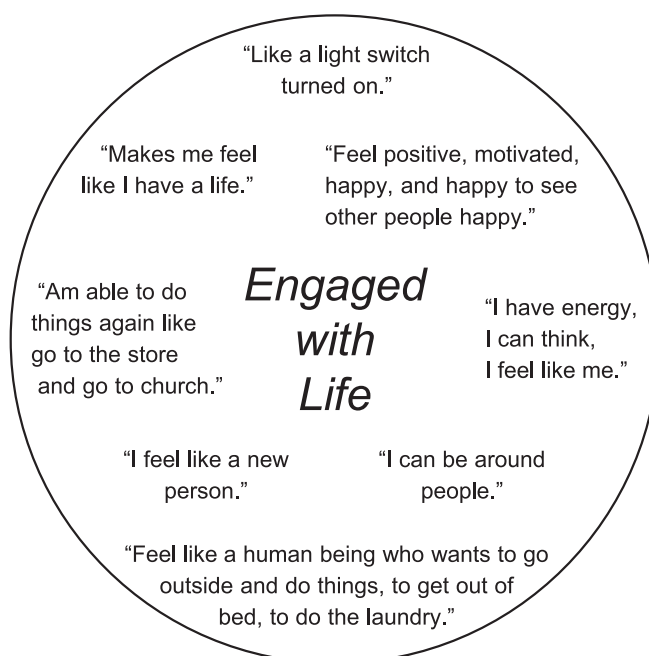 “Like a light switch
turned on.”
“Makes me feel
like I have a life.”
“Feel positive, motivated,
happy, and happy to see
other people happy.”
“Am able to do
things again like
go to the store
and go to church.”
Engaged
with
Life
“I have energy,
I can think,
I feel like me.”
“I feel like a new
person.”
“I can be around
people.”
“Feel like a human being who wants to go
outside and do things, to get out of
bed, to do the laundry.”